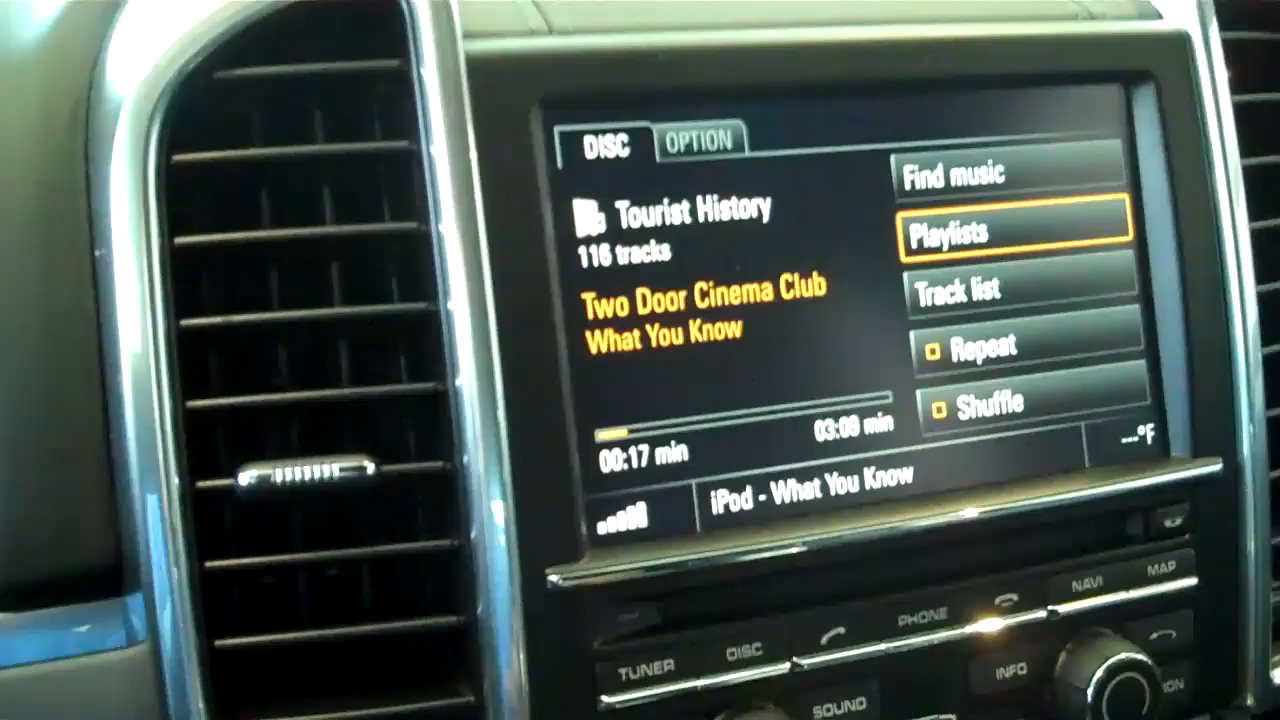 DISC
OPTION
Tourist History
116 tracks
Two Door Cinema Club
What You Know
00:17 min
03:09 min
Find music
Playlists
Track list
Repeat
Shuffle
iPod - What You Know
---°F
TUNER
DISC
PHONE
NAVI
MAP
SOUND
INFO